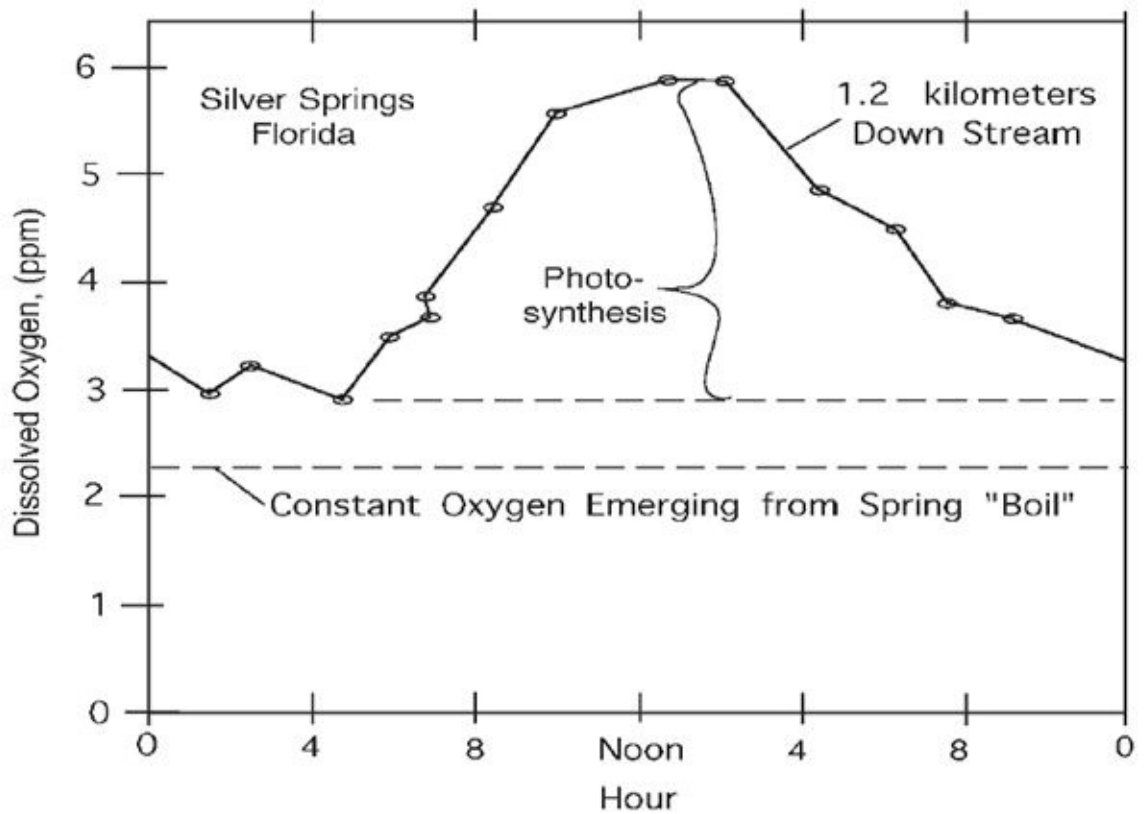 6
Silver Springs
Florida
1.2 kilometers
Down Stream
5
4
Photo-
synthesis
3
2
Constant Oxygen Emerging from Spring "Boil"
1
0
Dissolved Oxygen, (ppm)
0 4 8 Noon 4 8 0
Hour